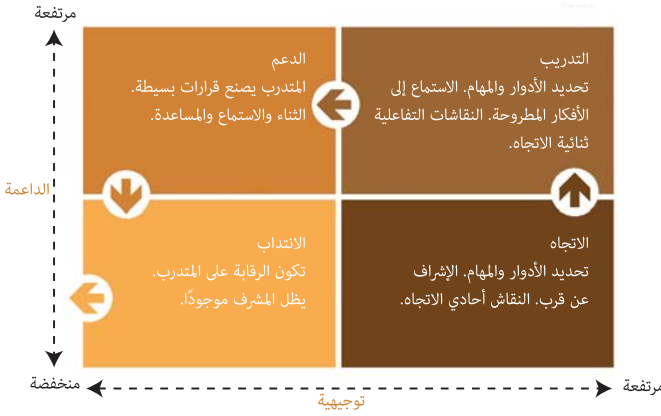 مرتفعة
التدريب
تحديد الأدوار والمهام. الاستماع إلى
الأفكار المطروحة. النقاشات التفاعلية
ثنائية الاتجاه.
الدعم
المتدرب يصنع قرارات بسيطة.
الثناء والاستماع والمساعدة.
الداعمة
الاتجاه
تحديد الأدوار والمهام. الإشراف
عن قرب. النقاش أحادي الاتجاه.
الانتداب
تكون الرقابة على المتدرب.
يظل المشرف موجودًا.
منخفضة
مرتفعة
توجيهية